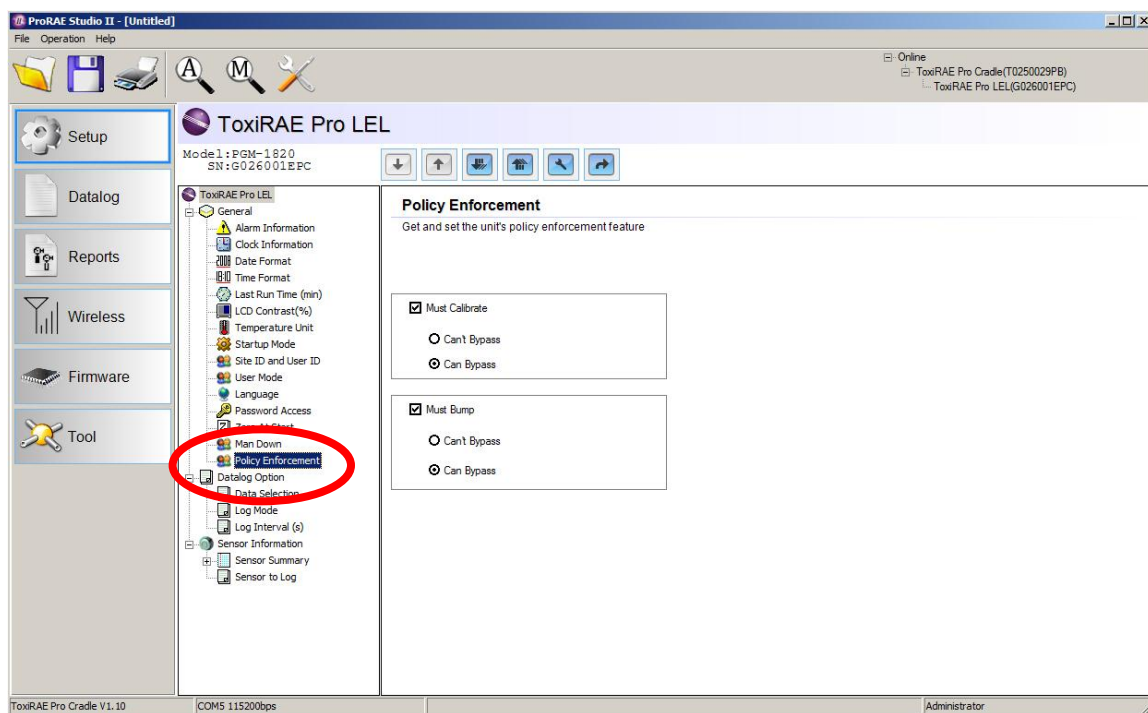 ProRAE Studio II - [Untitled]
File Operation Help
A M
Online
ToxiRAE Pro Cradle(T0250029PB)
ToxiRAE Pro LEL(G026001EPC)
Setup
Datalog
Reports
Wireless
Firmware
Tool
ToxiRAE Pro LEL
Model:PGM-1820
SN:G026001EPC
ToxiRAE Pro LEL
General
Alarm Information
Clock Information
Date Format
Time Format
Last Run Time (min)
LCD Contrast(%)
Temperature Unit
Startup Mode
Site ID and User ID
User Mode
Language
Password Access
Zero At Start
Man Down
Policy Enforcement
Datalog Option
Data Selection
Log Mode
Log Interval (s)
Sensor Information
Sensor Summary
Sensor to Log
Policy Enforcement
Get and set the unit's policy enforcement feature
Must Calibrate
Can't Bypass
Can Bypass
Must Bump
Can't Bypass
Can Bypass
ToxiRAE Pro Cradle V1.10
COM5 115200bps
Administrator